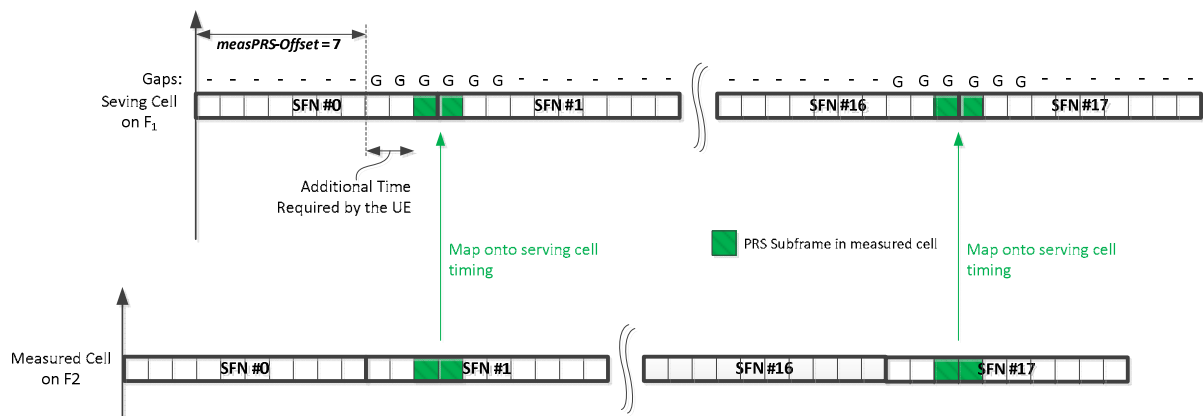 measPRS-Offset = 7
Gaps: - - - - - - - G G G G G G - - - - - - - - - - - - - - G G G G G G - - - - - - -
Seving Cell
on F1
SFN #0
SFN #1
SFN #16
SFN #17
Additional Time
Required by the UE
Map onto serving cell
timing
PRS Subframe in measured cell
Map onto serving cell
timing
Measured Cell
on F2
SFN #0
SFN #1
SFN #16
SFN #17